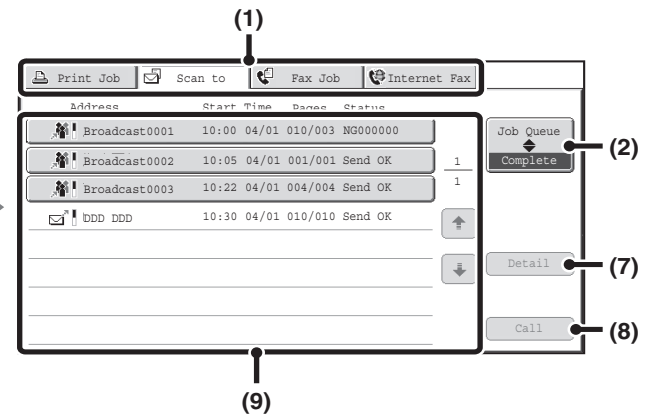 (1)
Print Job Scan to Fax Job Internet Fax
Address Start Time Pages Status
Broadcast0001 10:00 04/01 010/003 NG000000
Broadcast0002 10:05 04/01 001/001 Send OK
Broadcast0003 10:22 04/01 004/004 Send OK
DDD DDD 10:30 04/01 010/010 Send OK
1
1
Job Queue
Complete
(2)
Detail
(7)
Call
(8)
(9)